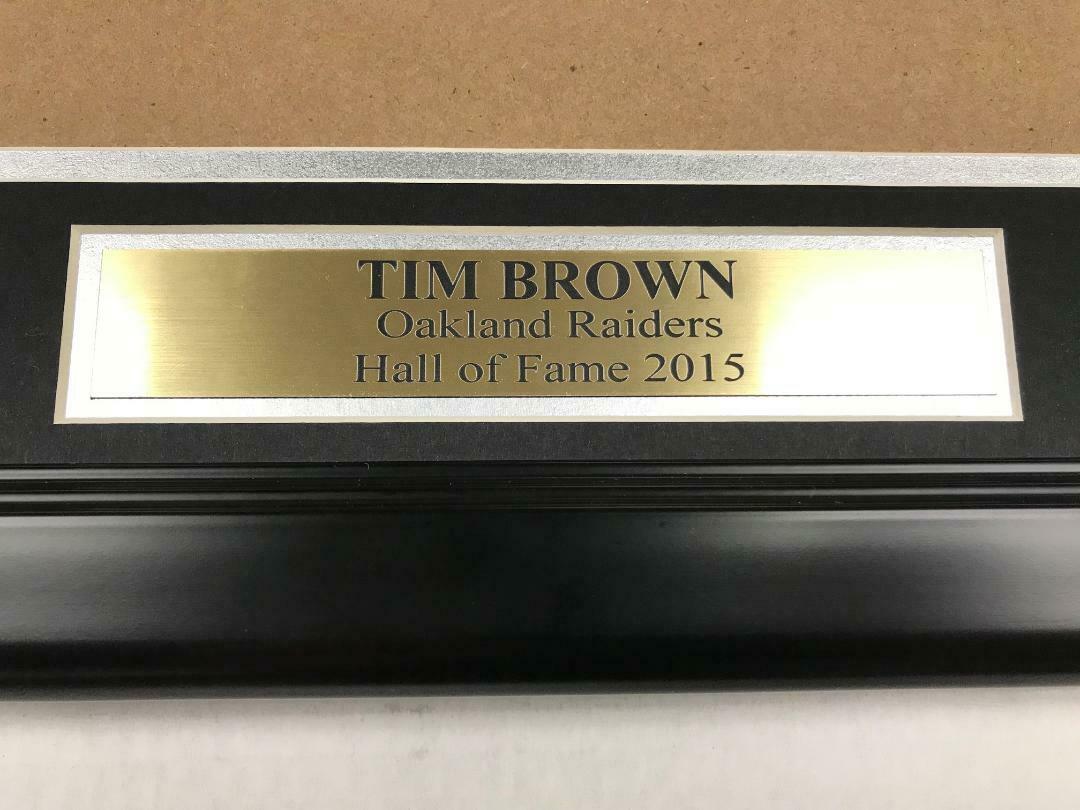 TIM BROWN
Oakland Raiders
Hall of Fame 2015